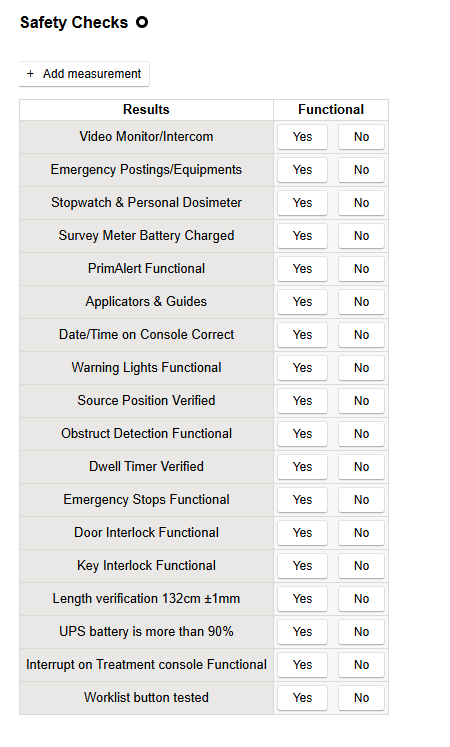 Safety Checks
+ Add measurement
Results Functional
Video Monitor/Intercom Yes No
Emergency Postings/Equipments Yes No
Stopwatch & Personal Dosimeter Yes No
Survey Meter Battery Charged Yes No
PrimAlert Functional Yes No
Applicators & Guides Yes No
Date/Time on Console Correct Yes No
Warning Lights Functional Yes No
Source Position Verified Yes No
Obstruct Detection Functional Yes No
Dwell Timer Verified Yes No
Emergency Stops Functional Yes No
Door Interlock Functional Yes No
Key Interlock Functional Yes No
Length verification 132cm ±1mm Yes No
UPS battery is more than 90% Yes No
Interrupt on Treatment console Functional Yes No
Worklist button tested Yes No